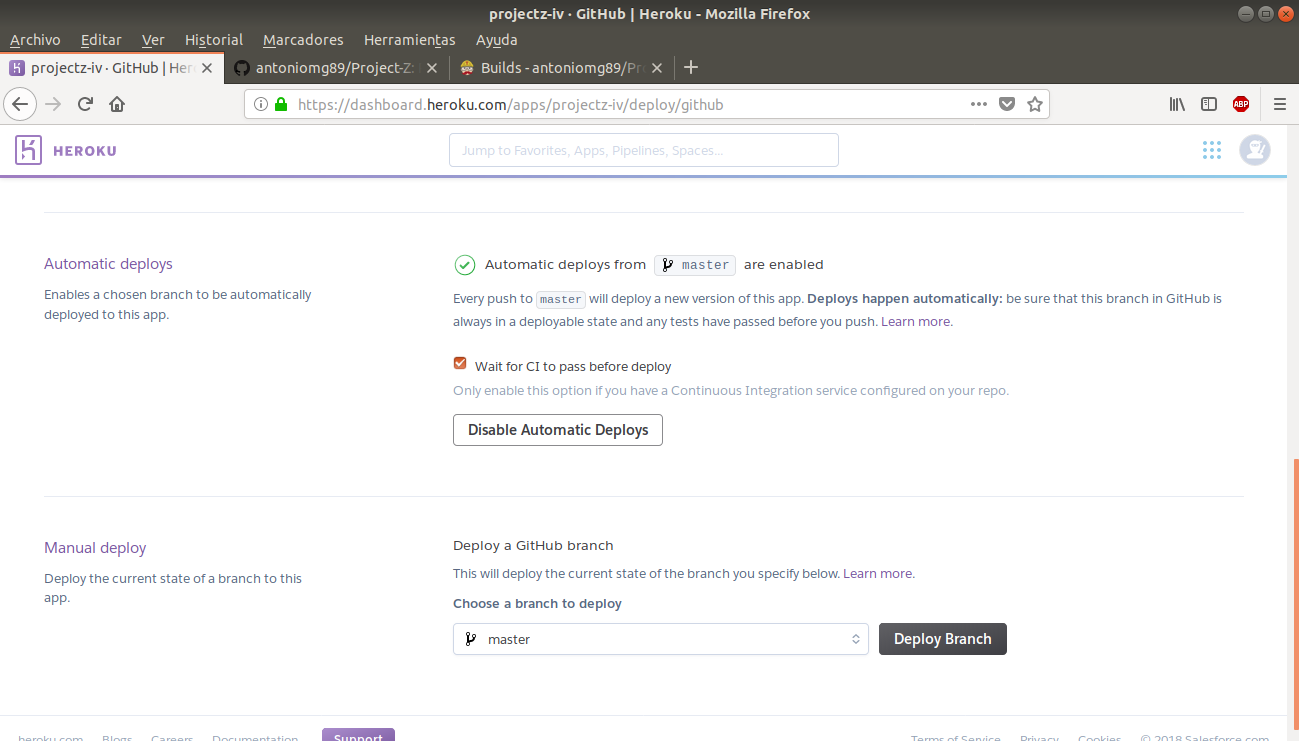 projectz-iv · GitHub | Heroku - Mozilla Firefox
Archivo Editar Ver Historial Marcadores Herramientas Ayuda
projectz-iv · GitHub | Her
antoniomg89/Project-Z:
Builds - antoniomg89/Pr
https://dashboard.heroku.com/apps/projectz-iv/deploy/github
ABP
HEROKU
Jump to Favorites, Apps, Pipelines, Spaces...
Automatic deploys
Enables a chosen branch to be automatically
deployed to this app.
Automatic deploys from master are enabled
Every push to master will deploy a new version of this app. Deploys happen automatically: be sure that this branch in GitHub is
always in a deployable state and any tests have passed before you push. Learn more.
Wait for CI to pass before deploy
Only enable this option if you have a Continuous Integration service configured on your repo.
Disable Automatic Deploys
Manual deploy
Deploy the current state of a branch to this
app.
Deploy a GitHub branch
This will deploy the current state of the branch you specify below. Learn more.
Choose a branch to deploy
master
Deploy Branch
heroku.com Blogs Careers Documentation Support
Terms of Service Privacy Cookies © 2018 Salesforce.com